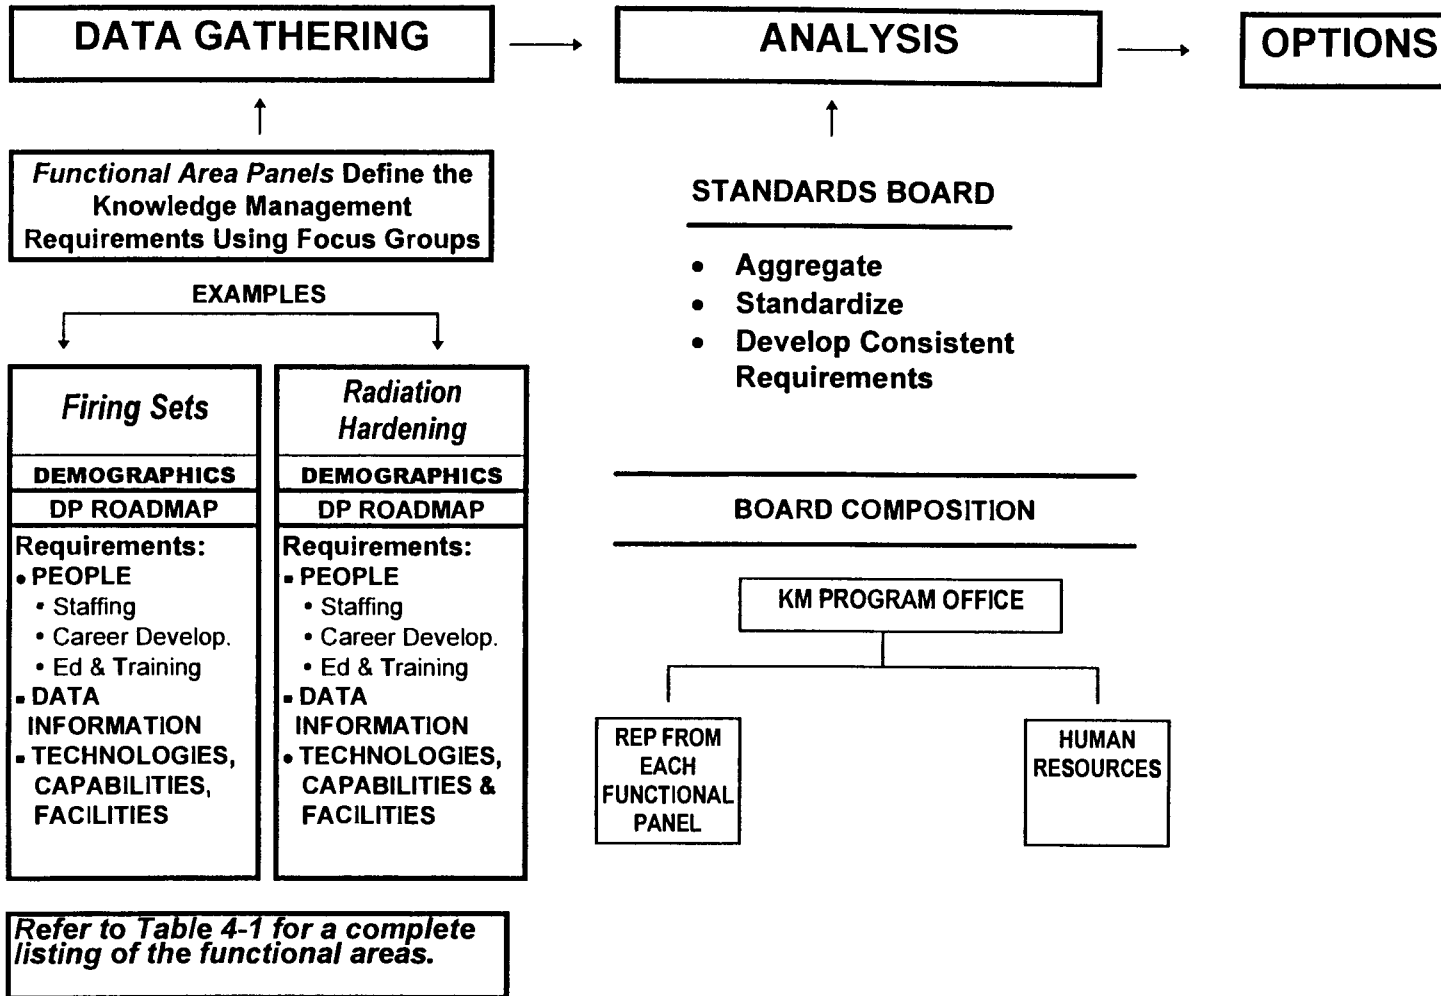 DATA GATHERING
ANALYSIS
OPTIONS
Functional Area Panels Define the
Knowledge Management
Requirements Using Focus Groups
EXAMPLES
Firing Sets
DEMOGRAPHICS
DP ROADMAP
Requirements:
• PEOPLE
• Staffing
• Career Develop.
• Ed & Training
▪ DATA
INFORMATION
▪ TECHNOLOGIES,
CAPABILITIES,
FACILITIES
Radiation
Hardening
DEMOGRAPHICS
DP ROADMAP
Requirements:
▪ PEOPLE
• Staffing
• Career Develop.
• Ed & Training
▪ DATA
INFORMATION
• TECHNOLOGIES,
CAPABILITIES &
FACILITIES
Refer to Table 4-1 for a complete
listing of the functional areas.
STANDARDS BOARD
• Aggregate
• Standardize
• Develop Consistent
Requirements
BOARD COMPOSITION
KM PROGRAM OFFICE
REP FROM
EACH
FUNCTIONAL
PANEL
HUMAN
RESOURCES